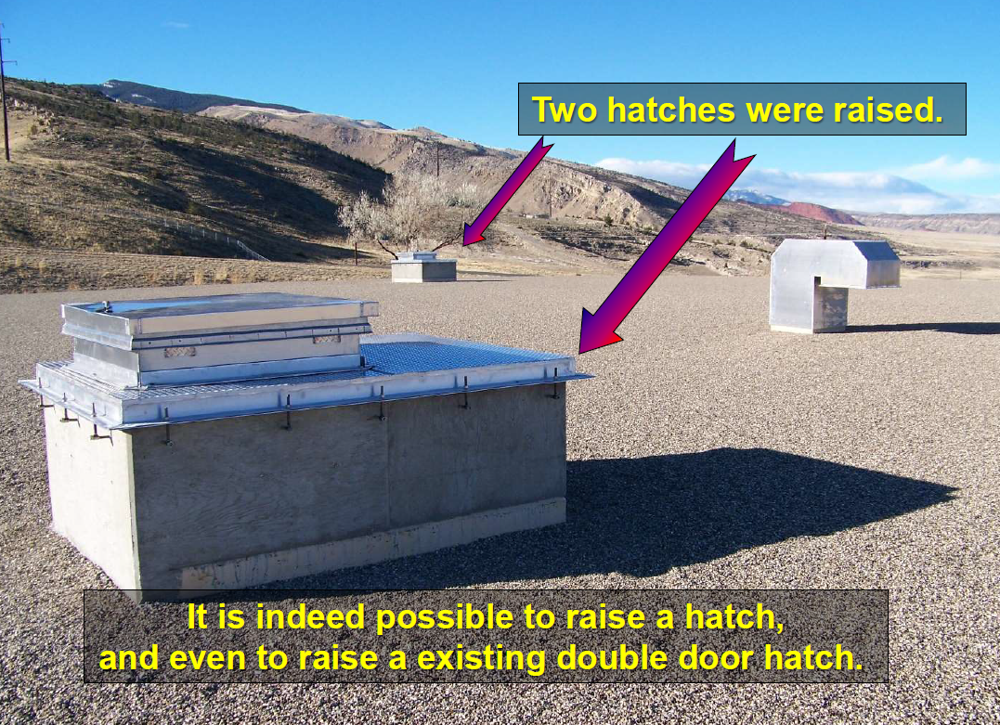 Two hatches were raised.
It is indeed possible to raise a hatch,
and even to raise a existing double door hatch.